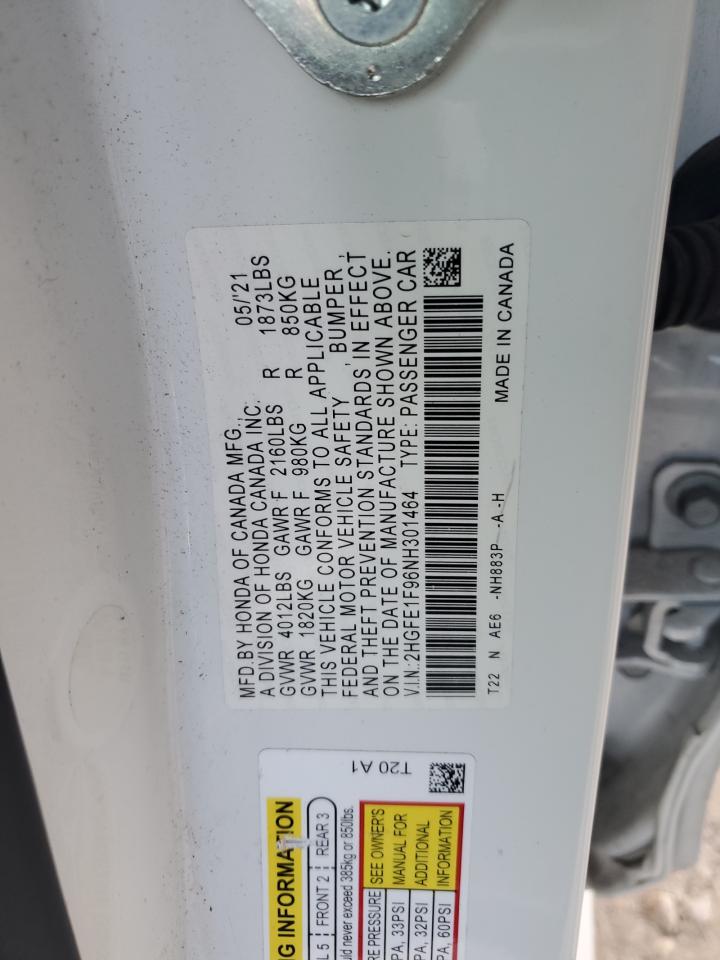 MFD.BY HONDA OF CANADA MFG., 05/'21
A DIVISION OF HONDA CANADA INC.
GVWR 4012LBS GAWR F 2160LBS R 1873LBS
GVWR 1820KG GAWR F 980KG R 850KG
THIS VEHICLE CONFORMS TO ALL APPLICABLE
FEDERAL MOTOR VEHICLE SAFETY, BUMPER,
AND THEFT PREVENTION STANDARDS IN EFFECT
ON THE DATE OF MANUFACTURE SHOWN ABOVE.
V.I.N.:2HGFE1F96NH301464 TYPE: PASSENGER CAR
T22 N AE6 -NH883P -A -H
MADE IN CANADA
NG INFORMATION
L 5 FRONT 2 REAR 3
uld never exceed 385kg or 850lbs.
RE PRESSURE SEE OWNER'S
PA, 33PSI MANUAL FOR
PA, 32PSI ADDITIONAL
PA, 60PSI INFORMATION
T20 A1